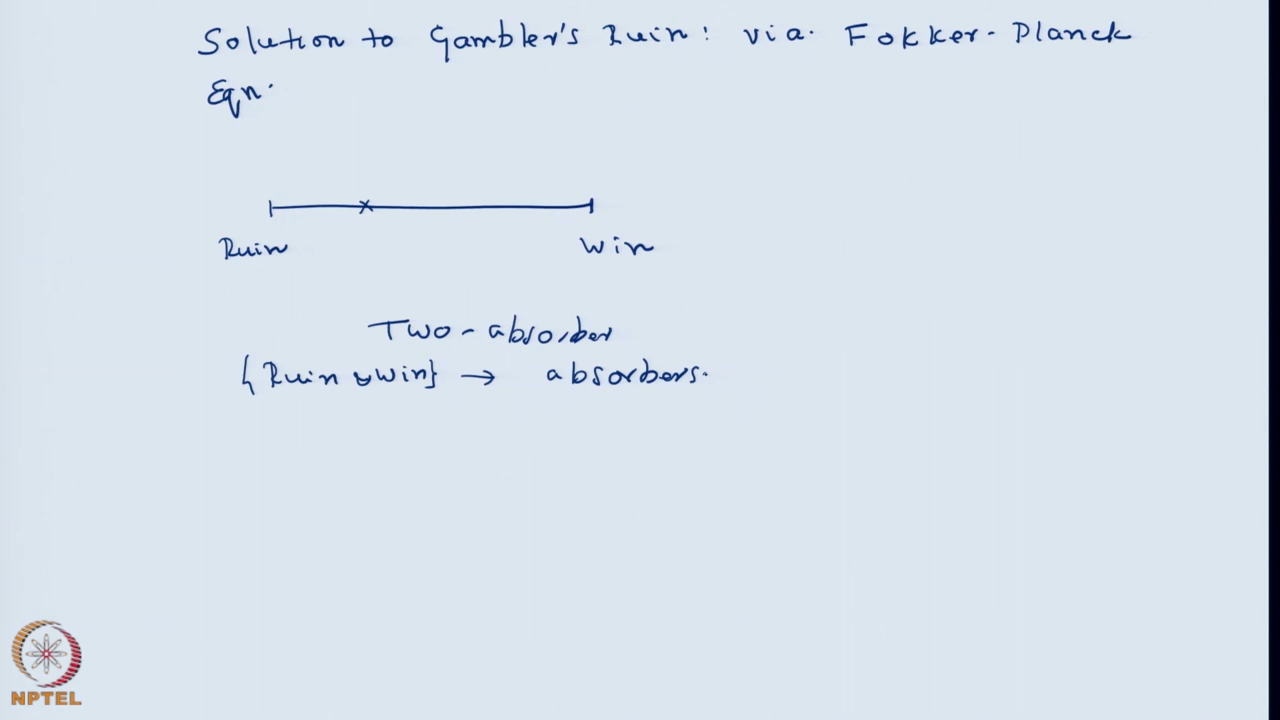 Solution to Gambler's Ruin: via. Fokker-Planck
Eqn.
Ruin
Win
Two-absorber
{Ruin & Win} → absorbers.
NPTEL